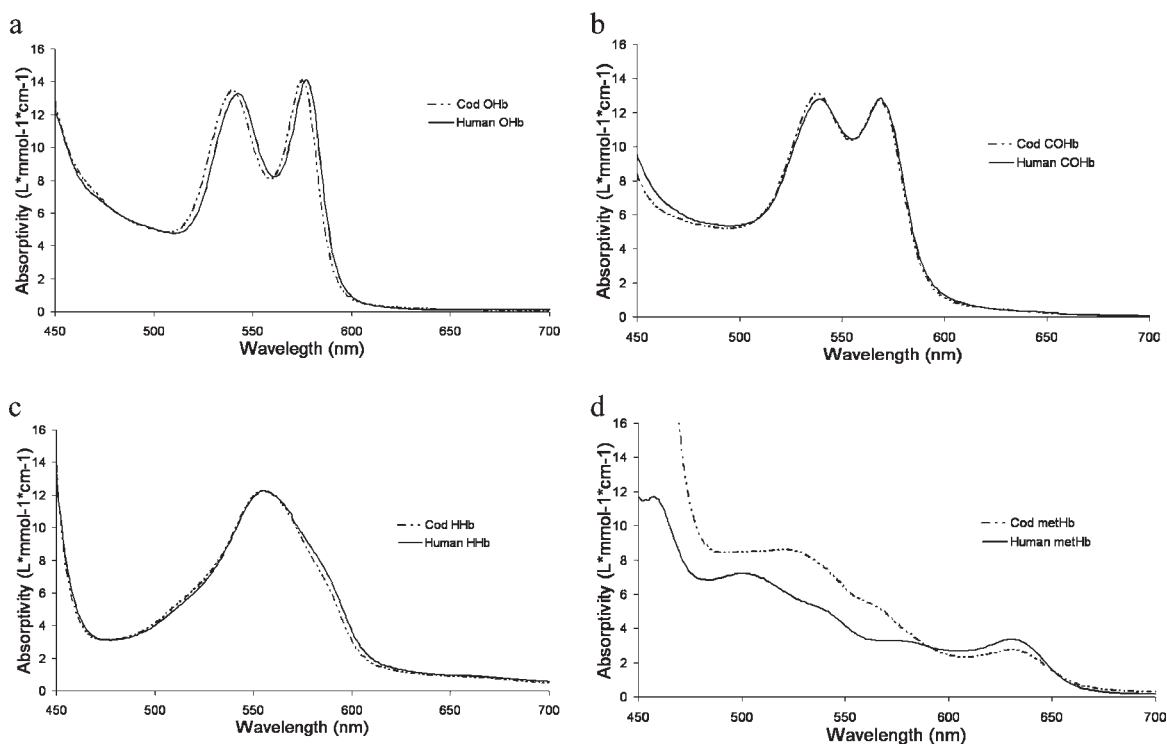 a
16
14
12
10
8
6
4
2
0
Absorptivity (L*mmol-1*cm-1)
Cod OHb
Human OHb
450 500 550 600 650 700
Wavelegth (nm)
b
16
14
12
10
8
6
4
2
0
Absorptivity (L*mmol-1*cm-1)
Cod COHb
Human COHb
450 500 550 600 650 700
Wavelength (nm)
c
16
14
12
10
8
6
4
2
0
Absorptivity (L*mmol-1*cm-1)
Cod HHb
Human HHb
450 500 550 600 650 700
Wavelength (nm)
d
16
14
12
10
8
6
4
2
0
Absorptivity (L*mmol-1*cm-1)
Cod metHb
Human metHb
450 500 550 600 650 700
Wavelength (nm)